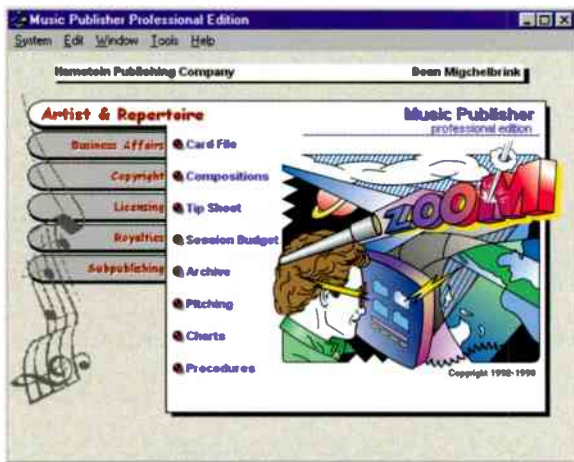 Music Publisher Professional Edition
System Edit Window Tools Help
Namstein Publishing Company
Dean Migchelbrink
Artist & Repertoire
Music Publisher
professional edition
Business Affairs
Copyright
Licensing
Royalties
Subpublishing
Card File
Compositions
Tip Sheet
Session Budget
Archive
Pitching
Charts
Procedures
ZOOM!
Copyright 1992-1998